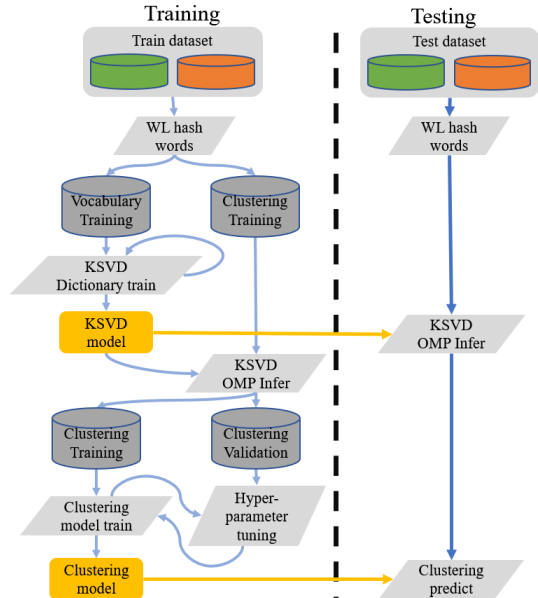 Training
Testing
Train dataset
Test dataset
WL hash
words
WL hash
words
Vocabulary
Training
Clustering
Training
KSVD
Dictionary train
KSVD
model
KSVD
OMP Infer
KSVD
OMP Infer
Clustering
Training
Clustering
Validation
Clustering
model train
Hyper-
parameter
tuning
Clustering
model
Clustering
predict